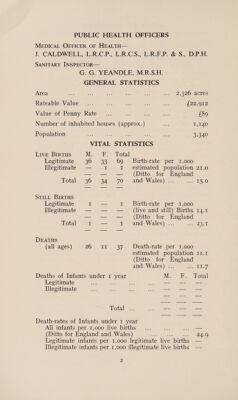 PUBLIC HEALTH OFFICERS
MEDICAL OFFICER OF HEALTH—
J. CALDWELL, L.R.C.P., L.R.C.S., L.R.F.P. & S., D.P.H.
SANITARY INSPECTOR—
G. G. YEANDLE, M.R.S.H.
GENERAL STATISTICS
Area ... ... ... ... ... 2,326 acres
Rateable Value ... ... ... ... £22,912
Value of Penny Rate ... ... ... £89
Number of inhabited houses (approx.) ... 1,140
Population ... ... ... ... 3,340
VITAL STATISTICS
LIVE BIRTHS M. F. Total
Legitimate 36 33 69 Birth-rate per 1,000
Illegitimate — 1 1 estimated population 21.0
— — — (Ditto for England
Total 36 34 70 and Wales) ... ... 15.0
— — —
STILL BIRTHS
Legitimate 1 — 1 Birth-rate per 1,000
Illegitimate — — — (live and still) Births 14.1
— — — (Ditto for England
Total 1 — 1 and Wales) ... ... 23.1
— — —
DEATHS
(all ages) 26 11 37 Death-rate per 1,000
— — — estimated population 11.1
(Ditto for England
and Wales) ... ... 11.7
Deaths of Infants under 1 year M. F. Total
Legitimate ... ... ... ... — — —
Illegitimate ... ... ... ... — — —
— — —
Total ... ... — — —
— — —
Death-rates of Infants under 1 year
All infants per 1,000 live births ... ... ... —
(Ditto for England and Wales) ... ... ... 24.9
Legitimate infants per 1,000 legitimate live births —
Illegitimate infants per 1,000 illegitimate live births —
2